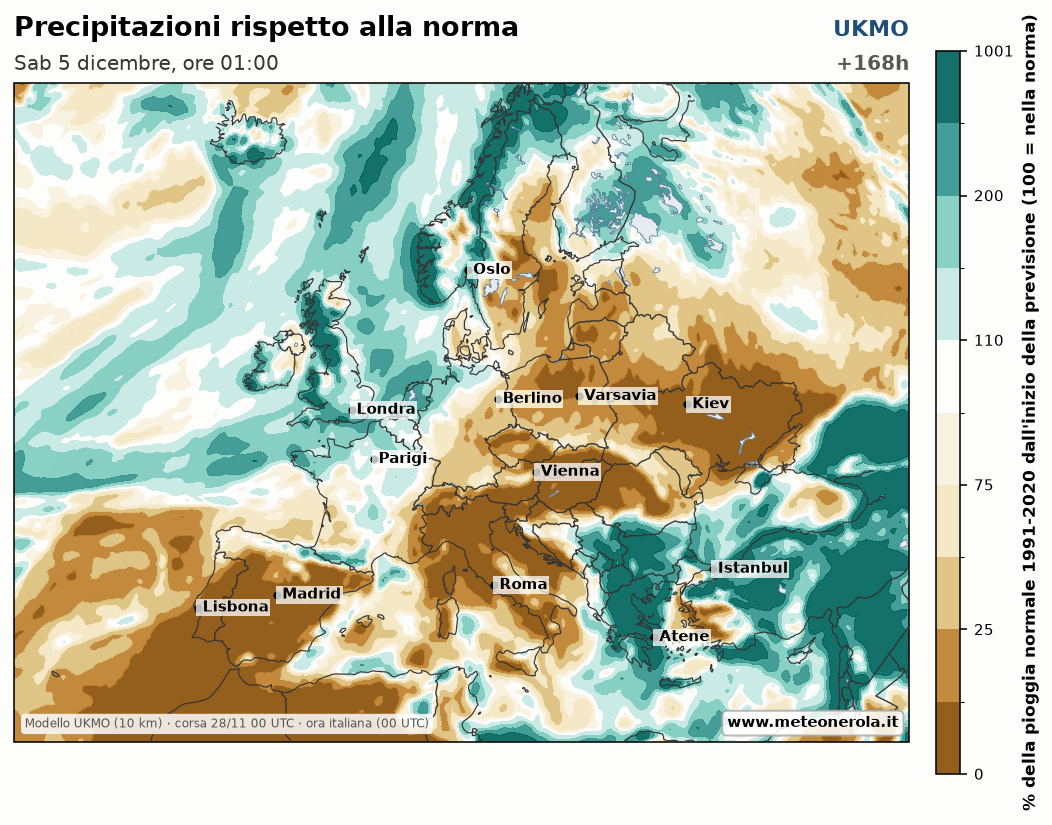 Precipitazioni rispetto alla norma
UKMO
Sab 5 dicembre, ore 01:00
+168h
Oslo
Londra
Berlino
Varsavia
Kiev
Parigi
Vienna
Istanbul
Roma
Madrid
Lisbona
Atene
Modello UKMO (10 km) · corsa 28/11 00 UTC · ora italiana (00 UTC)
www.meteonerola.it
1001
200
110
75
25
0
% della pioggia normale 1991-2020 dall'inizio della previsione (100 = nella norma)